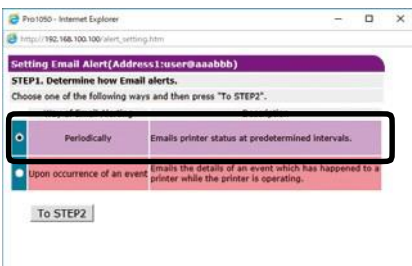 Pro1050 - Internet Explorer
http://192.168.100.100/alert_setting.htm
Setting Email Alert(Address1:user@aaabbb)
STEP1. Determine how Email alerts.
Choose one of the following ways and then press "To STEP2".
Periodically
Emails printer status at predetermined intervals.
Upon occurrence of an event
Emails the details of an event which has happened to a
printer while the printer is operating.
To STEP2